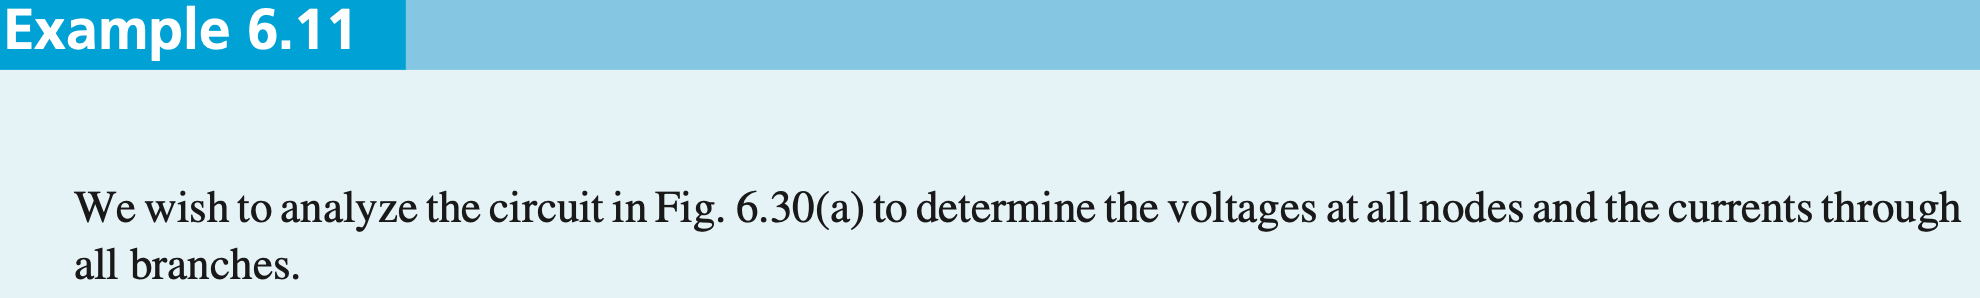 Example 6.11
We wish to analyze the circuit in Fig. 6.30(a) to determine the voltages at all nodes and the currents through
all branches.